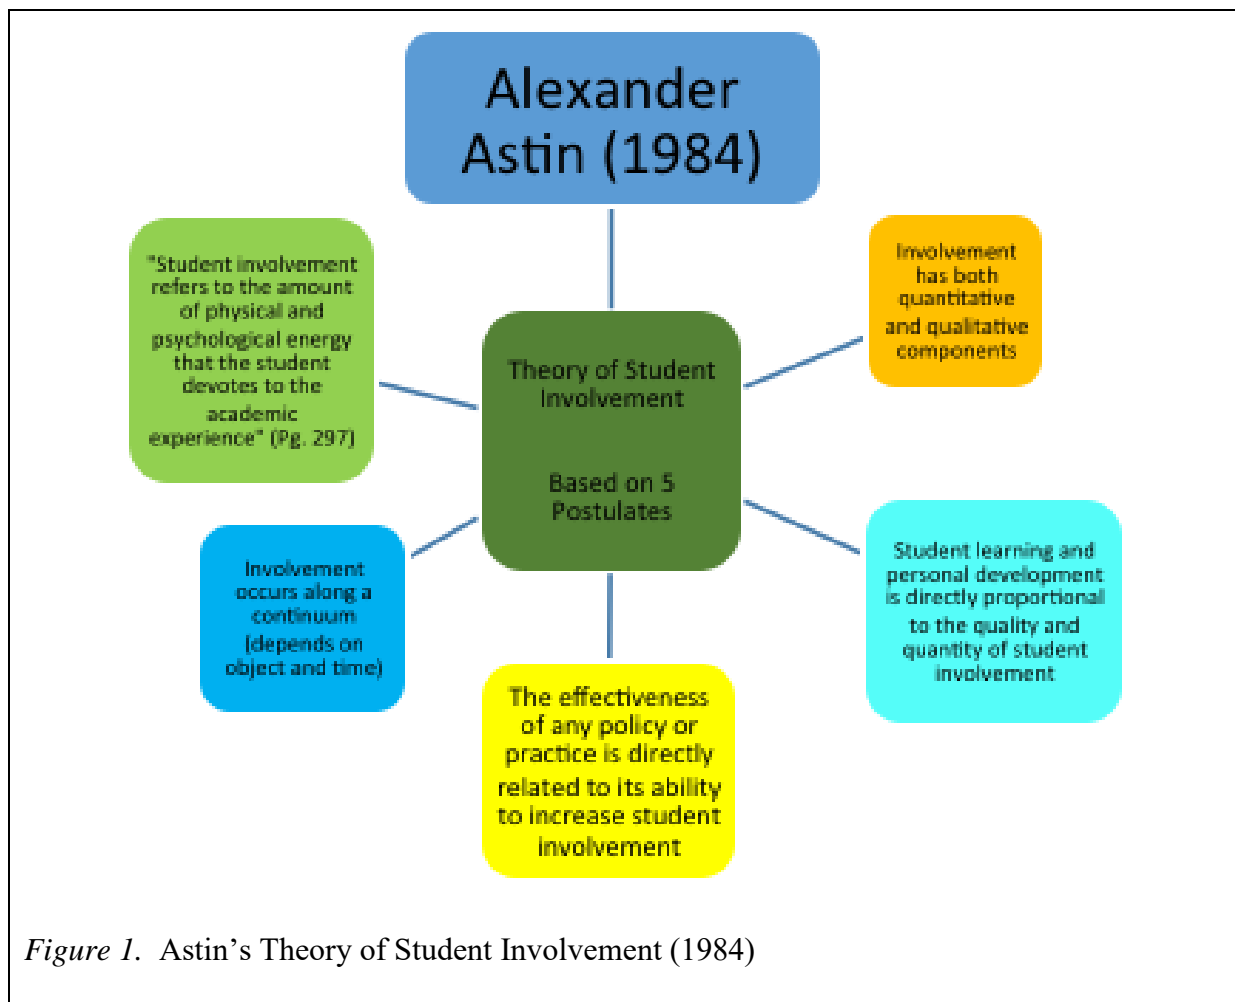 Alexander
Astin (1984)
"Student involvement
refers to the amount
of physical and
psychological energy
that the student
devotes to the
academic
experience" (Pg. 297)
Involvement
has both
quantitative
and qualitative
components
Theory of Student
Involvement
Based on 5
Postulates
Involvement
occurs along a
continuum
(depends on
object and time)
Student learning and
personal development
is directly proportional
to the quality and
quantity of student
involvement
The effectiveness
of any policy or
practice is directly
related to its ability
to increase student
involvement
Figure 1. Astin’s Theory of Student Involvement (1984)